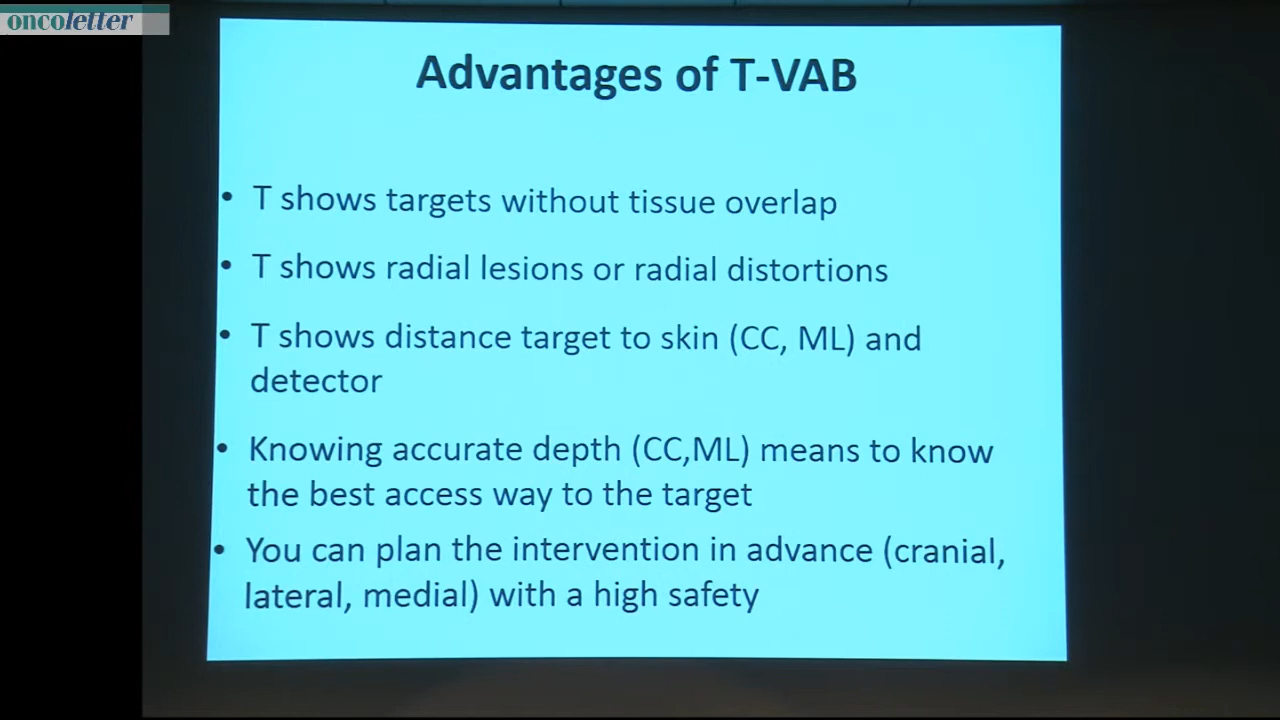 oncoletter
Advantages of T-VAB
• T shows targets without tissue overlap
• T shows radial lesions or radial distortions
• T shows distance target to skin (CC, ML) and
detector
• Knowing accurate depth (CC,ML) means to know
the best access way to the target
• You can plan the intervention in advance (cranial,
lateral, medial) with a high safety